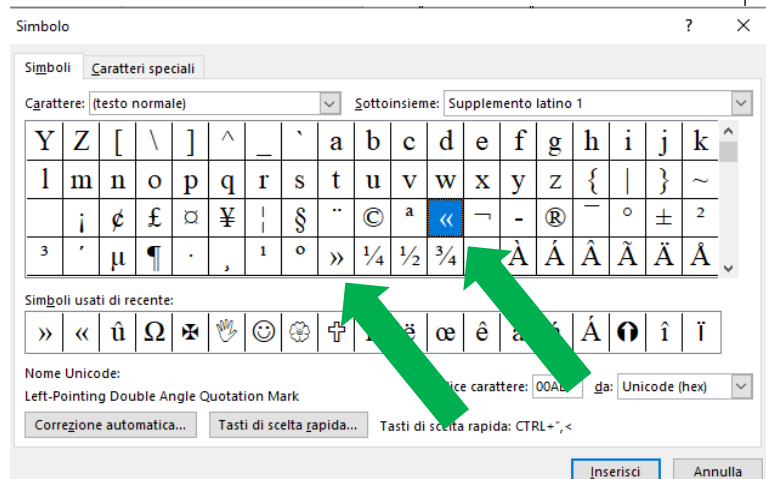 Simbolo ? ×
Simboli Caratteri speciali
Carattere: (testo normale) Sottoinsieme: Supplemento latino 1
Y Z [ \ ] ^ _ ` a b c d e f g h i j k
l m n o p q r s t u v w x y z { | } ~
¡ ¢ £ ¤ ¥ ¦ § ¨ © ª « ¬ - ® ¯ ° ± ²
³ ´ µ ¶ · ¸ ¹ º » ¼ ½ ¾ À Á Â Ã Ä Å
Simboli usati di recente:
» « û Ω ✠ ☺ ✝ œ ê Á î Ï
Nome Unicode:
Left-Pointing Double Angle Quotation Mark
carattere: da: Unicode (hex)
Correzione automatica... Tasti di scelta rapida... Tasti di scelta rapida: CTRL+",<
Inserisci Annulla